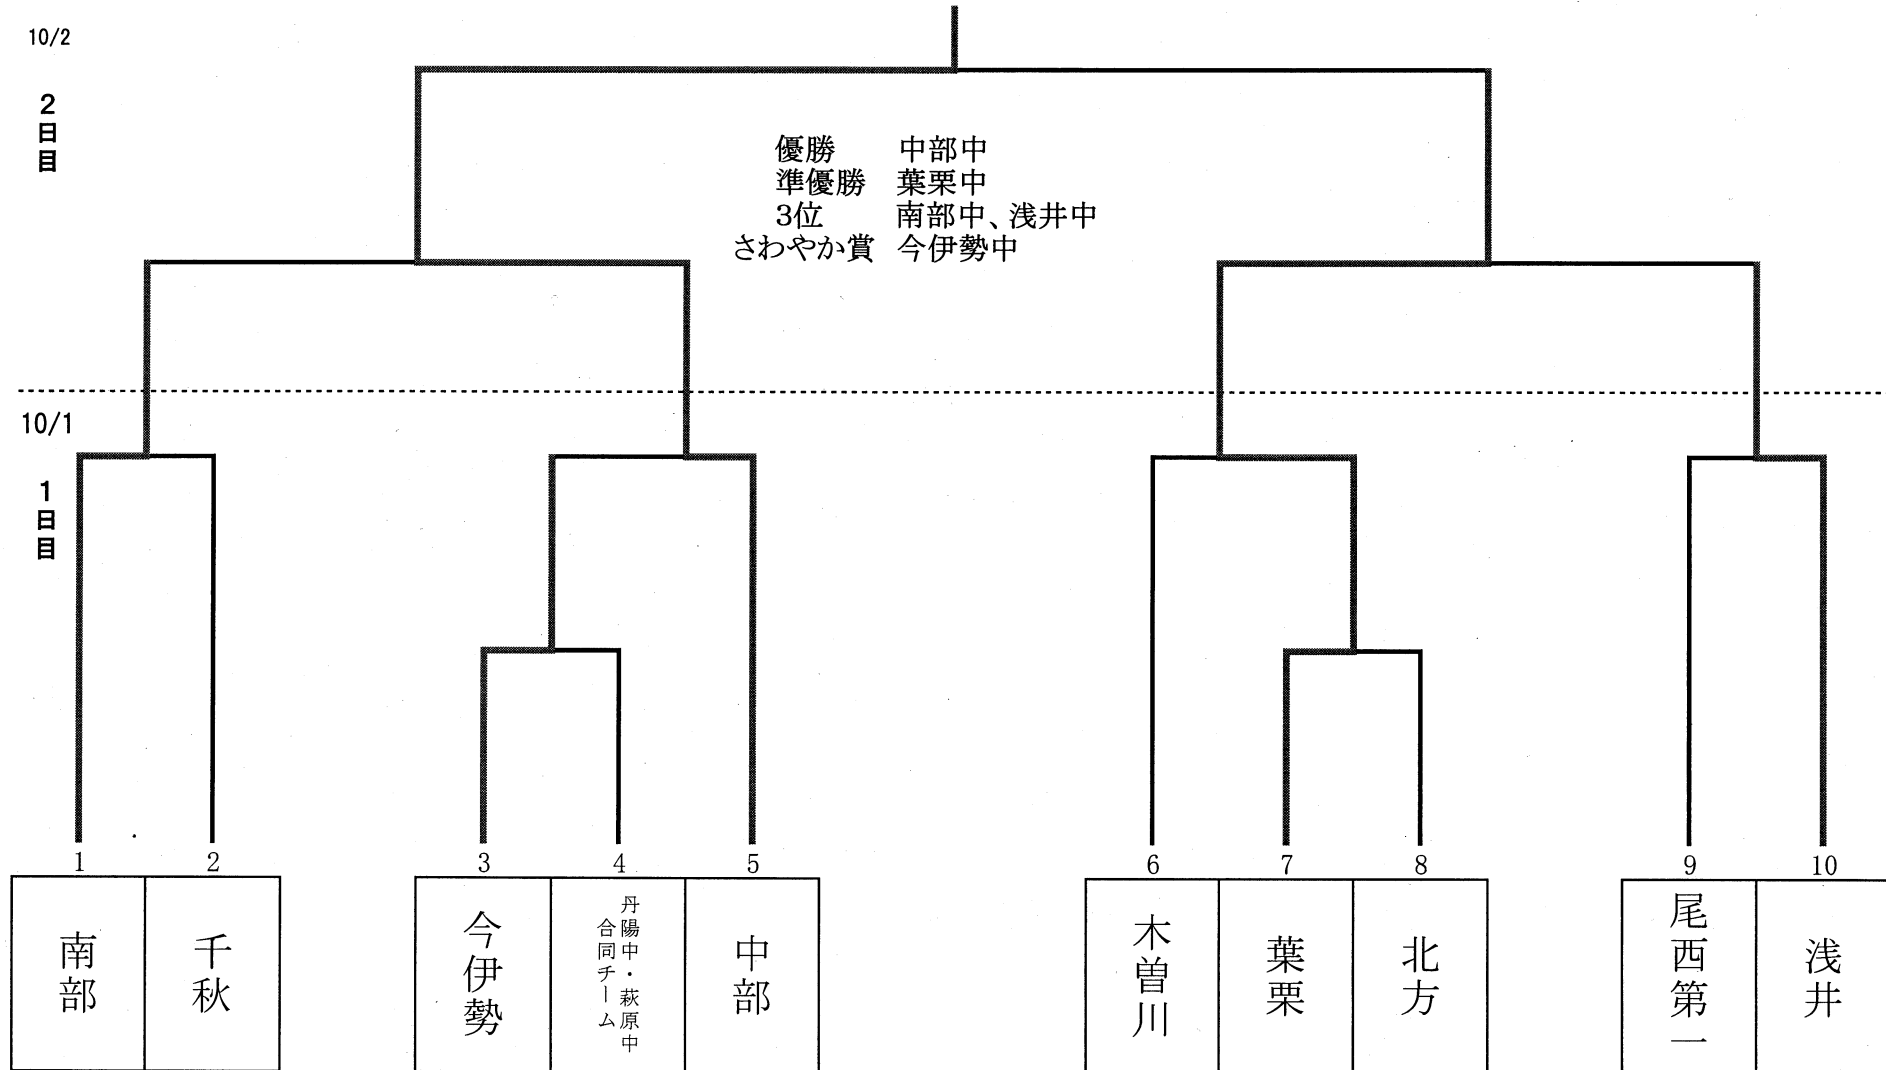 10/2
2日目
優勝 中部中
準優勝 葉栗中
3位 南部中、浅井中
さわやか賞 今伊勢中
10/1
1日目
1 2 3 4 5 6 7 8 9 10
南部
千秋
今伊勢
丹陽中・萩原中
合同チーム
中部
木曽川
葉栗
北方
尾西第一
浅井